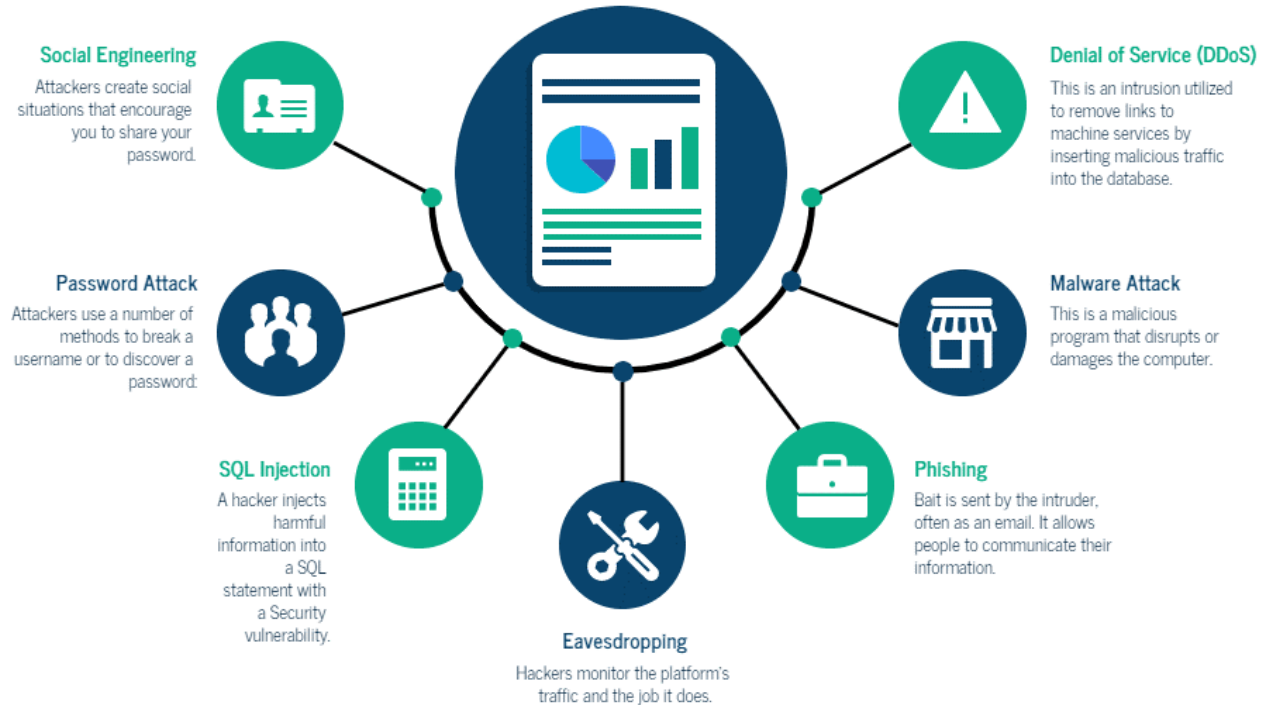 Social Engineering
Attackers create social
situations that encourage
you to share your
password.
Password Attack
Attackers use a number of
methods to break a
username or to discover a
password:
SQL Injection
A hacker injects
harmful
information into
a SQL
statement with
a Security
vulnerability.
Eavesdropping
Hackers monitor the platform's
traffic and the job it does.
Phishing
Bait is sent by the intruder,
often as an email. It allows
people to communicate their
information.
Malware Attack
This is a malicious
program that disrupts or
damages the computer.
Denial of Service (DDoS)
This is an intrusion utilized
to remove links to
machine services by
inserting malicious traffic
into the database.